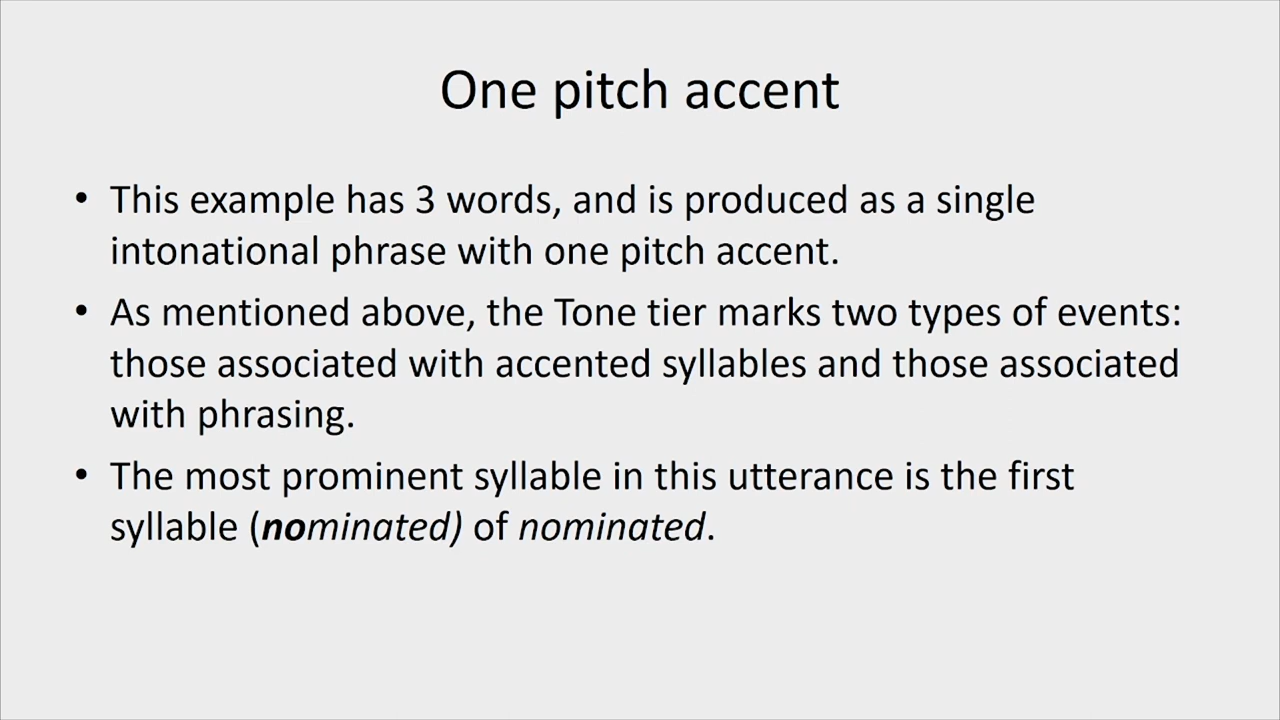 One pitch accent
• This example has 3 words, and is produced as a single
intonational phrase with one pitch accent.
• As mentioned above, the Tone tier marks two types of events:
those associated with accented syllables and those associated
with phrasing.
• The most prominent syllable in this utterance is the first
syllable (nominated) of nominated.